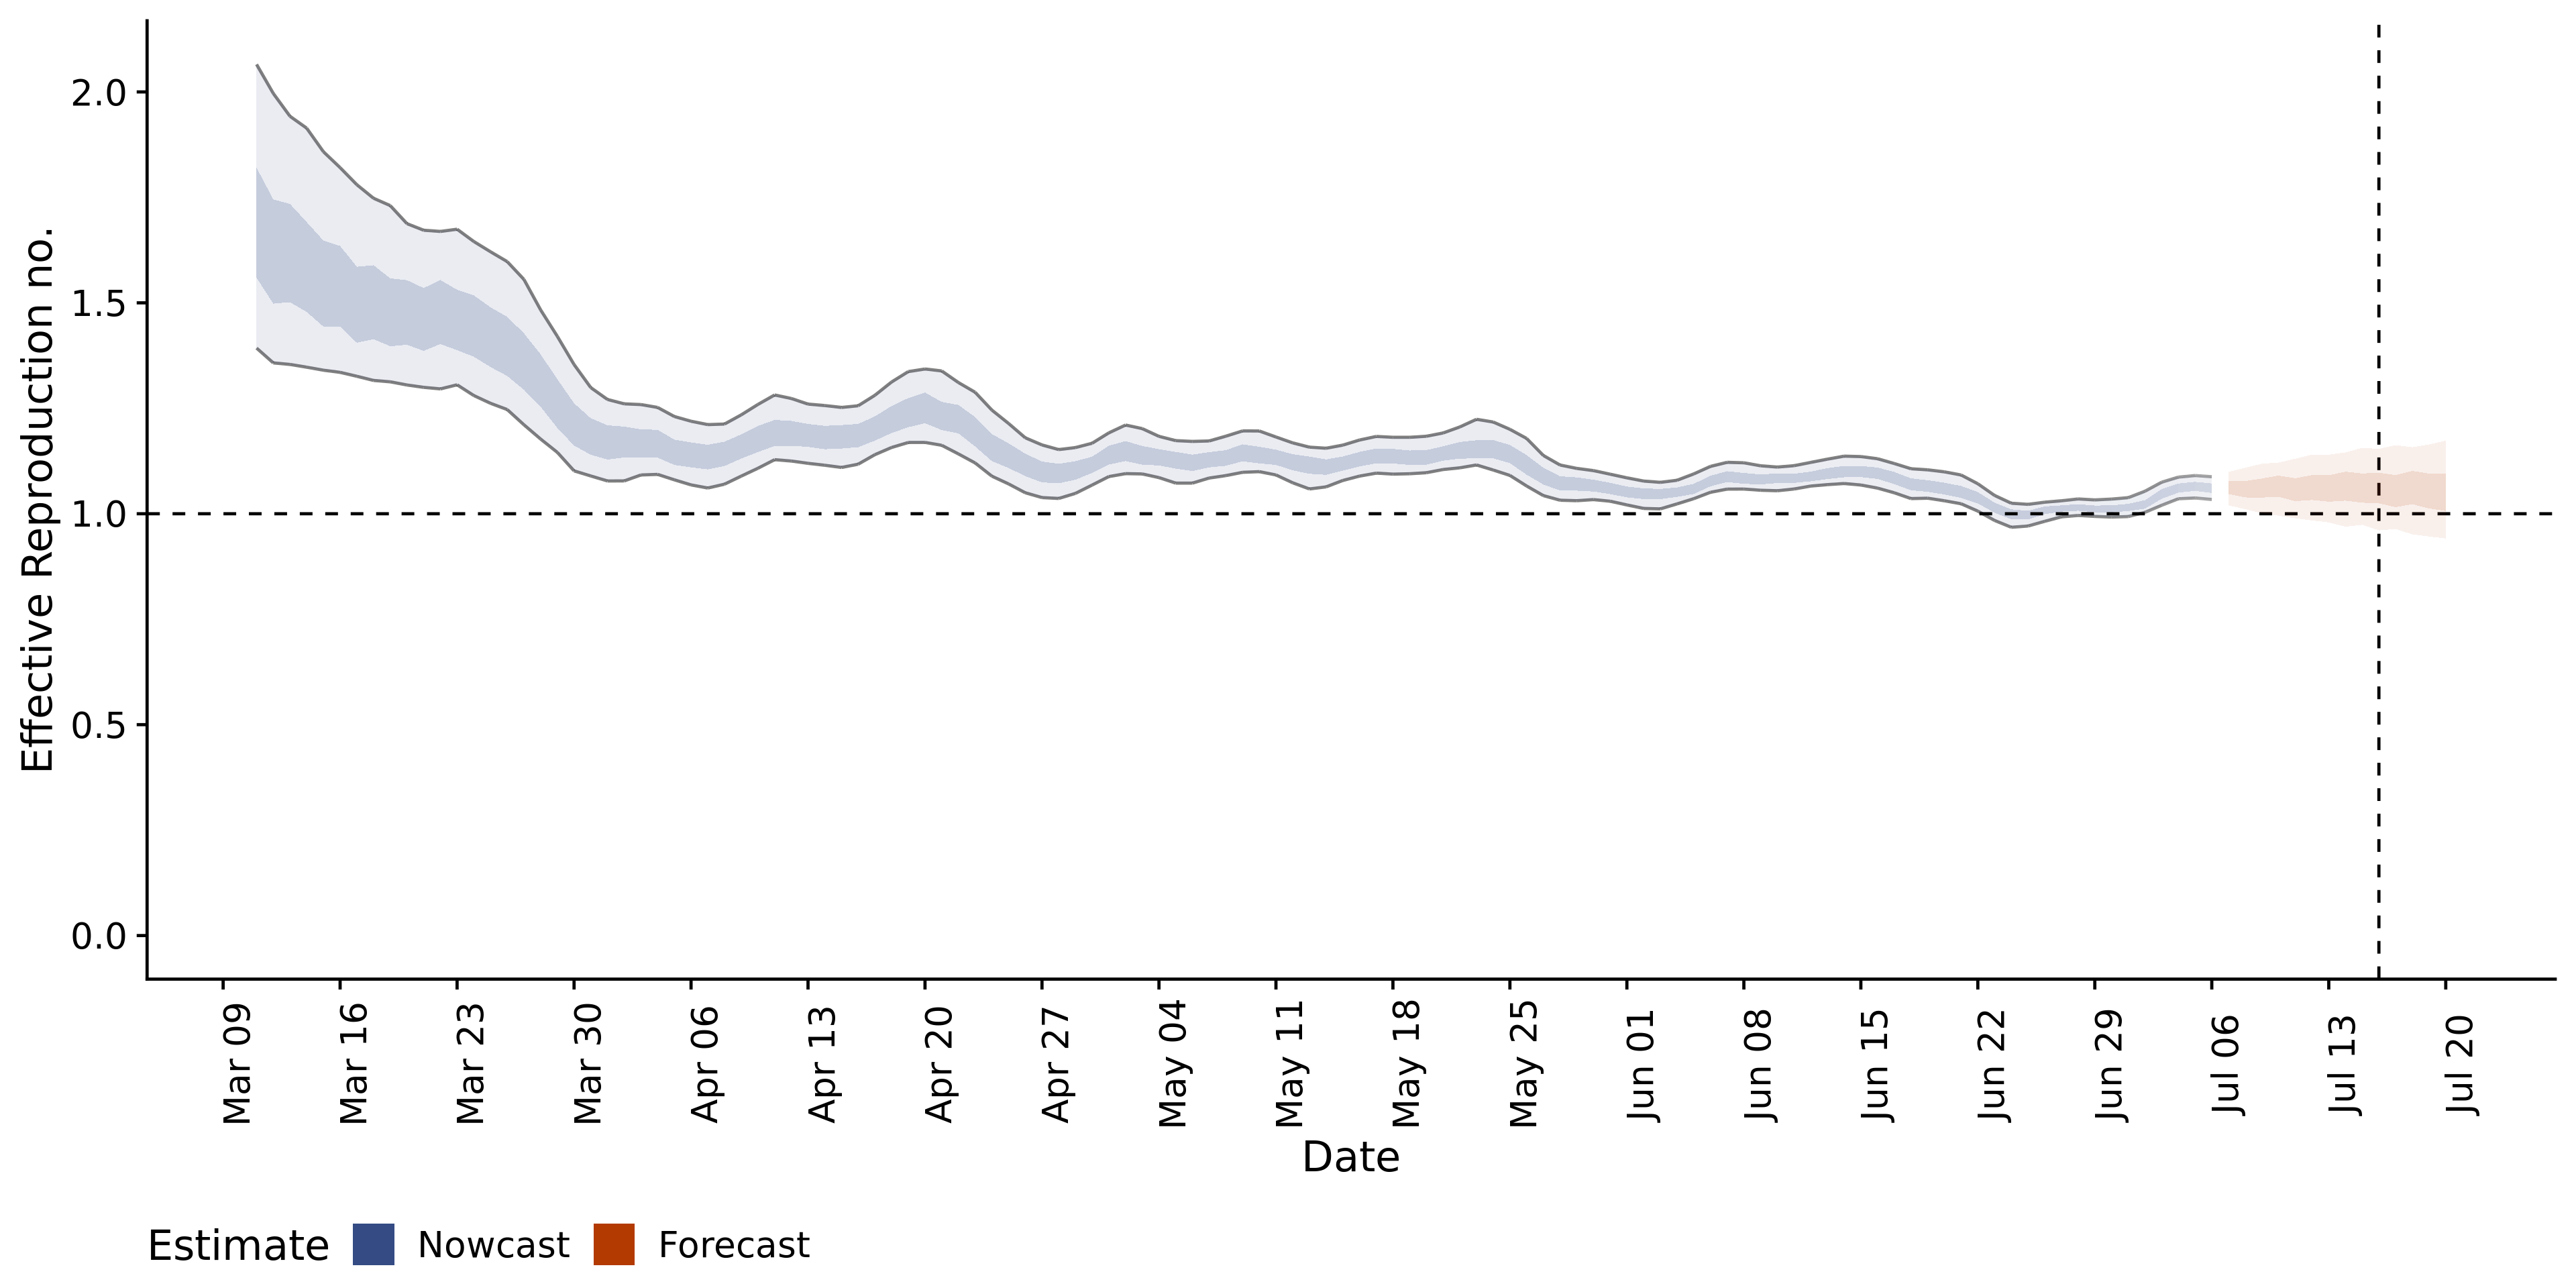 Effective Reproduction no.
2.0
1.5
1.0
0.5
0.0
Mar 09
Mar 16
Mar 23
Mar 30
Apr 06
Apr 13
Apr 20
Apr 27
May 04
May 11
May 18
May 25
Jun 01
Jun 08
Jun 15
Jun 22
Jun 29
Jul 06
Jul 13
Jul 20
Date
Estimate Nowcast Forecast